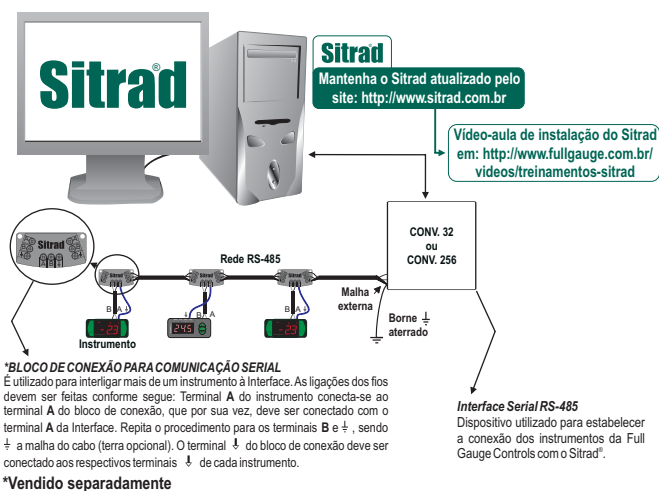 Sitrad®
Sitrad
Mantenha o Sitrad atualizado pelo
site: http://www.sitrad.com.br
Vídeo-aula de instalação do Sitrad
em: http://www.fullgauge.com.br/
videos/treinamentos-sitrad
CONV. 32
ou
CONV. 256
Sitrad
Rede RS-485
Sitrad
Sitrad
Sitrad
Malha
externa
Borne
aterrado
B A
B A
B A
-23
245
-23
Instrumento
*BLOCO DE CONEXÃO PARA COMUNICAÇÃO SERIAL
É utilizado para interligar mais de um instrumento à Interface. As ligações dos fios
devem ser feitas conforme segue: Terminal A do instrumento conecta-se ao
terminal A do bloco de conexão, que por sua vez, deve ser conectado com o
terminal A da Interface. Repita o procedimento para os terminais B e ⏚ , sendo
⏚ a malha do cabo (terra opcional). O terminal ↓ do bloco de conexão deve ser
conectado aos respectivos terminais ↓ de cada instrumento.
*Vendido separadamente
Interface Serial RS-485
Dispositivo utilizado para estabelecer
a conexão dos instrumentos da Full
Gauge Controls com o Sitrad®.